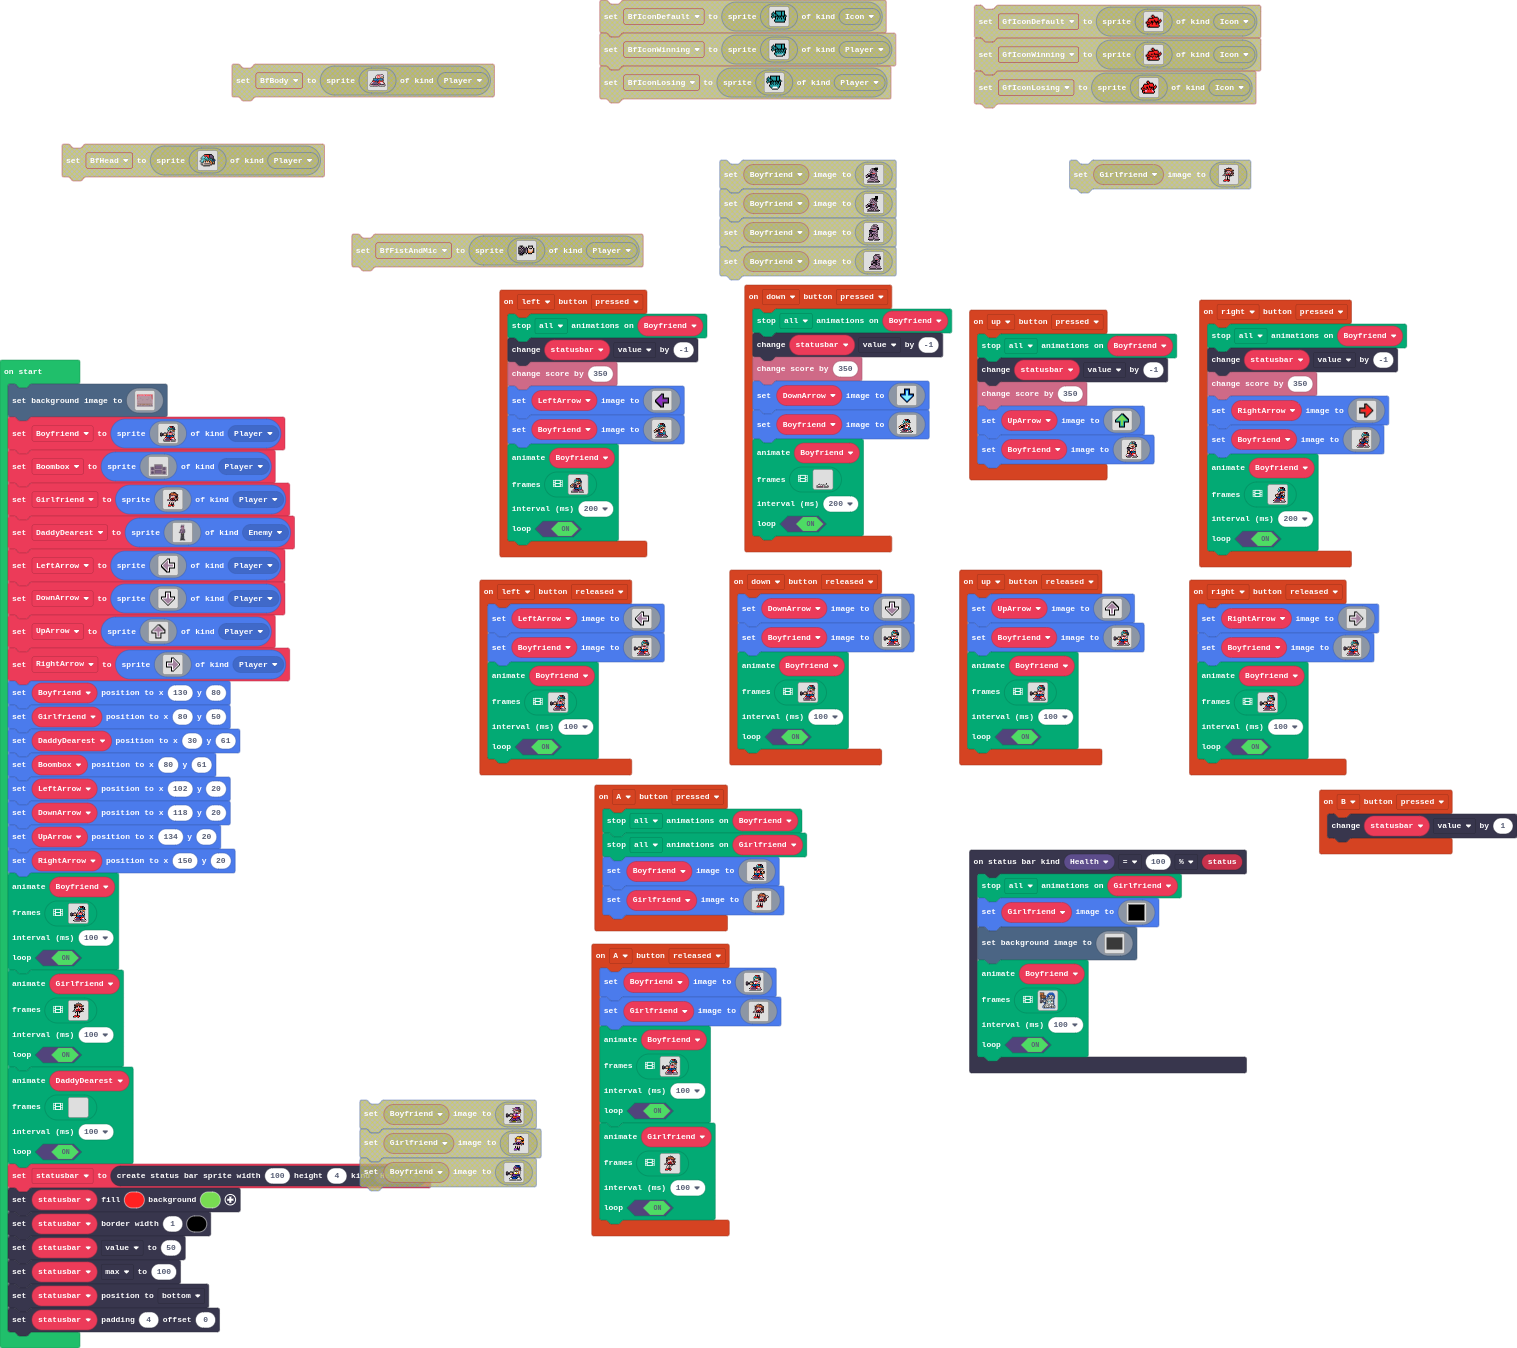 set BfIconDefault to sprite of kind Icon
set BfIconWinning to sprite of kind Player
set BfIconLosing to sprite of kind Player
set GfIconDefault to sprite of kind Icon
set GfIconWinning to sprite of kind Icon
set GfIconLosing to sprite of kind Icon
set BfBody to sprite of kind Player
set BfHead to sprite of kind Player
set Boyfriend image to
set Boyfriend image to
set Boyfriend image to
set Boyfriend image to
set Girlfriend image to
set BfFistAndMic to sprite of kind Player
on left button pressed
stop all animations on Boyfriend
change statusbar value by -1
change score by 350
set LeftArrow image to
set Boyfriend image to
animate Boyfriend
frames
interval (ms) 200
loop ON
on down button pressed
stop all animations on Boyfriend
change statusbar value by -1
change score by 350
set DownArrow image to
set Boyfriend image to
animate Boyfriend
frames
interval (ms) 200
loop ON
on up button pressed
stop all animations on Boyfriend
change statusbar value by -1
change score by 350
set UpArrow image to
set Boyfriend image to
on right button pressed
stop all animations on Boyfriend
change statusbar value by -1
change score by 350
set RightArrow image to
set Boyfriend image to
animate Boyfriend
frames
interval (ms) 200
loop ON
on start
set background image to
set Boyfriend to sprite of kind Player
set Boombox to sprite of kind Player
set Girlfriend to sprite of kind Player
set DaddyDearest to sprite of kind Enemy
set LeftArrow to sprite of kind Player
set DownArrow to sprite of kind Player
set UpArrow to sprite of kind Player
set RightArrow to sprite of kind Player
set Boyfriend position to x 130 y 80
set Girlfriend position to x 80 y 50
set DaddyDearest position to x 30 y 61
set Boombox position to x 80 y 61
set LeftArrow position to x 102 y 20
set DownArrow position to x 118 y 20
set UpArrow position to x 134 y 20
set RightArrow position to x 150 y 20
animate Boyfriend
frames
interval (ms) 100
loop ON
animate Girlfriend
frames
interval (ms) 100
loop ON
animate DaddyDearest
frames
interval (ms) 100
loop ON
set statusbar to create status bar sprite width 100 height 4
set statusbar fill background
set statusbar border width 1
set statusbar value to 50
set statusbar max to 100
set statusbar position to bottom
set statusbar padding 4 offset 0
on left button released
set LeftArrow image to
set Boyfriend image to
animate Boyfriend
frames
interval (ms) 100
loop ON
on down button released
set DownArrow image to
set Boyfriend image to
animate Boyfriend
frames
interval (ms) 100
loop ON
on up button released
set UpArrow image to
set Boyfriend image to
animate Boyfriend
frames
interval (ms) 100
loop ON
on right button released
set RightArrow image to
set Boyfriend image to
animate Boyfriend
frames
interval (ms) 100
loop ON
on A button pressed
stop all animations on Boyfriend
stop all animations on Girlfriend
set Boyfriend image to
set Girlfriend image to
on B button pressed
change statusbar value by 1
on status bar kind Health = 100 % status
stop all animations on Girlfriend
set Girlfriend image to
set background image to
animate Boyfriend
frames
interval (ms) 100
loop ON
on A button released
set Boyfriend image to
set Girlfriend image to
animate Boyfriend
frames
interval (ms) 100
loop ON
animate Girlfriend
frames
interval (ms) 100
loop ON
set Boyfriend image to
set Girlfriend image to
set Boyfriend image to